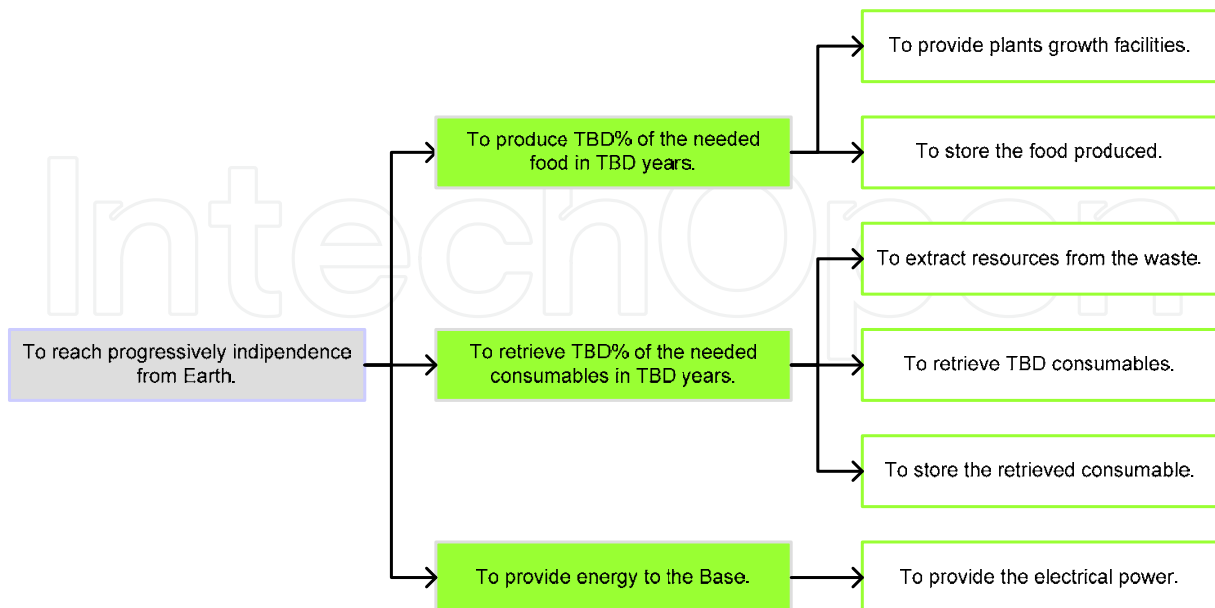 To provide plants growth facilities.
To produce TBD% of the needed
food in TBD years.
To store the food produced.
IntechOpen
To extract resources from the waste.
To reach progressively indipendence
from Earth.
To retrieve TBD% of the needed
consumables in TBD years.
To retrieve TBD consumables.
To store the retrieved consumable.
To provide energy to the Base.
To provide the electrical power.